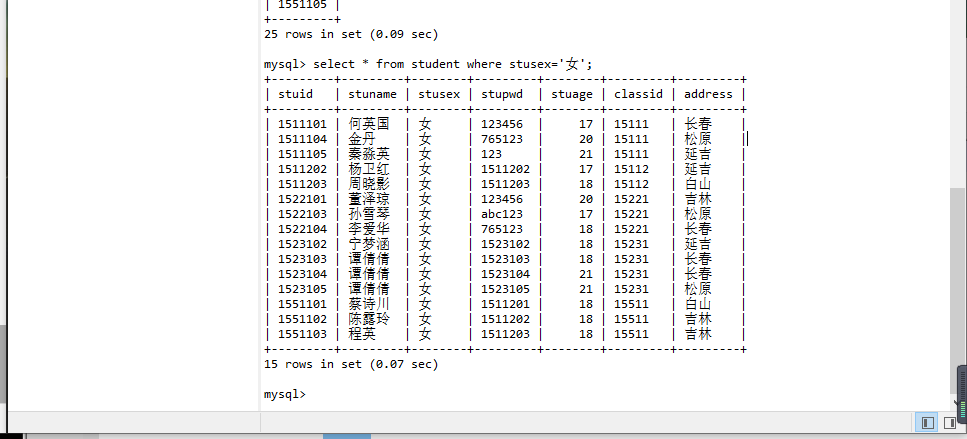 | 1551105 |
+---------+
25 rows in set (0.09 sec)
mysql> select * from student where stusex='女';
+---------+---------+--------+---------+--------+---------+---------+
| stuid | stuname | stusex | stupwd | stuage | classid | address |
+---------+---------+--------+---------+--------+---------+---------+
| 1511101 | 何英国 | 女 | 123456 | 17 | 15111 | 长春 |
| 1511104 | 金丹 | 女 | 765123 | 20 | 15111 | 松原 |
| 1511105 | 秦淼英 | 女 | 123 | 21 | 15111 | 延吉 |
| 1511202 | 杨卫红 | 女 | 1511202 | 17 | 15112 | 延吉 |
| 1511203 | 周晓影 | 女 | 1511203 | 18 | 15112 | 白山 |
| 1522101 | 董泽琼 | 女 | 123456 | 20 | 15221 | 吉林 |
| 1522103 | 孙雪琴 | 女 | abc123 | 17 | 15221 | 松原 |
| 1522104 | 李爱华 | 女 | 765123 | 18 | 15221 | 长春 |
| 1523102 | 宁梦涵 | 女 | 1523102 | 18 | 15231 | 延吉 |
| 1523103 | 谭倩倩 | 女 | 1523103 | 18 | 15231 | 长春 |
| 1523104 | 谭倩倩 | 女 | 1523104 | 21 | 15231 | 长春 |
| 1523105 | 谭倩倩 | 女 | 1523105 | 21 | 15231 | 松原 |
| 1551101 | 蔡诗川 | 女 | 1511201 | 18 | 15511 | 白山 |
| 1551102 | 陈露玲 | 女 | 1511202 | 18 | 15511 | 吉林 |
| 1551103 | 程英 | 女 | 1511203 | 18 | 15511 | 吉林 |
+---------+---------+--------+---------+--------+---------+---------+
15 rows in set (0.07 sec)
mysql>